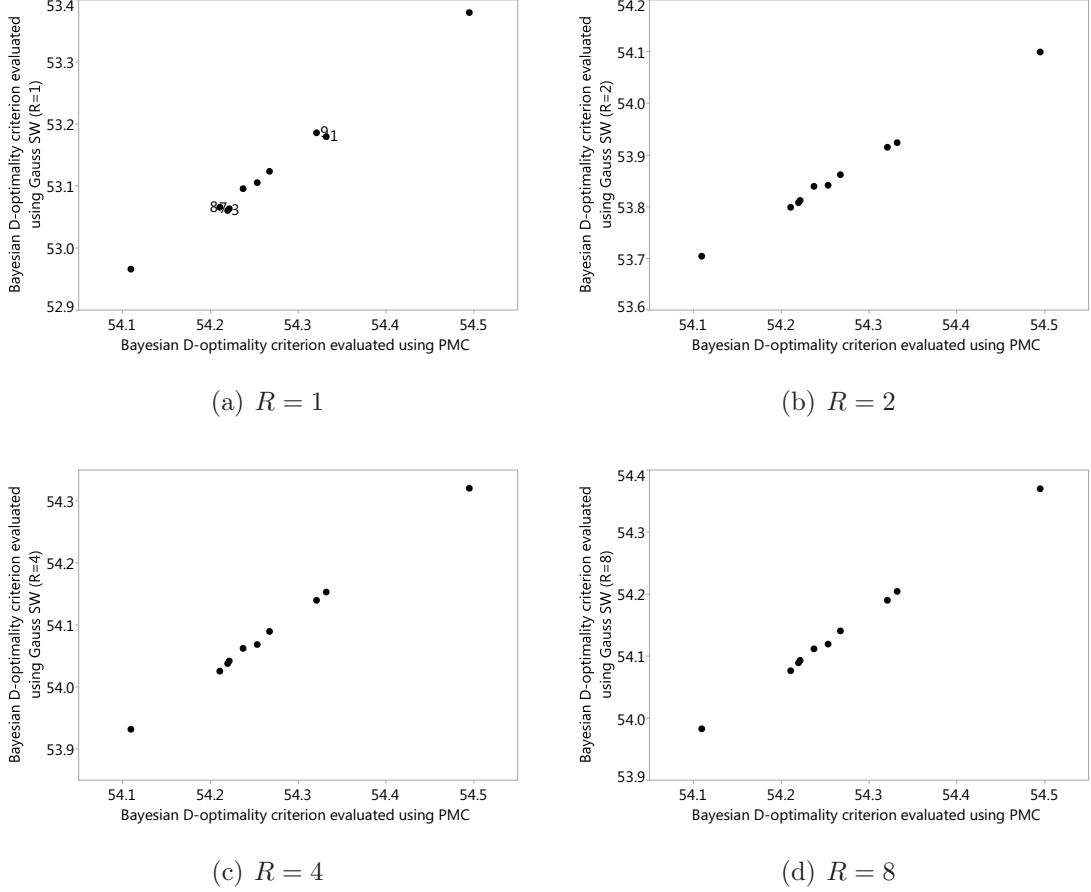 53.4
53.3
53.2
53.1
53.0
52.9
9 1
8 7 3
54.1 54.2 54.3 54.4 54.5
Bayesian D-optimality criterion evaluated
using Gauss SW (R=1)
Bayesian D-optimality criterion evaluated using PMC
(a) R = 1
54.2
54.1
54.0
53.9
53.8
53.7
53.6
54.1 54.2 54.3 54.4 54.5
Bayesian D-optimality criterion evaluated
using Gauss SW (R=2)
Bayesian D-optimality criterion evaluated using PMC
(b) R = 2
54.3
54.2
54.1
54.0
53.9
54.1 54.2 54.3 54.4 54.5
Bayesian D-optimality criterion evaluated
using Gauss SW (R=4)
Bayesian D-optimality criterion evaluated using PMC
(c) R = 4
54.4
54.3
54.2
54.1
54.0
53.9
54.1 54.2 54.3 54.4 54.5
Bayesian D-optimality criterion evaluated
using Gauss SW (R=8)
Bayesian D-optimality criterion evaluated using PMC
(d) R = 8